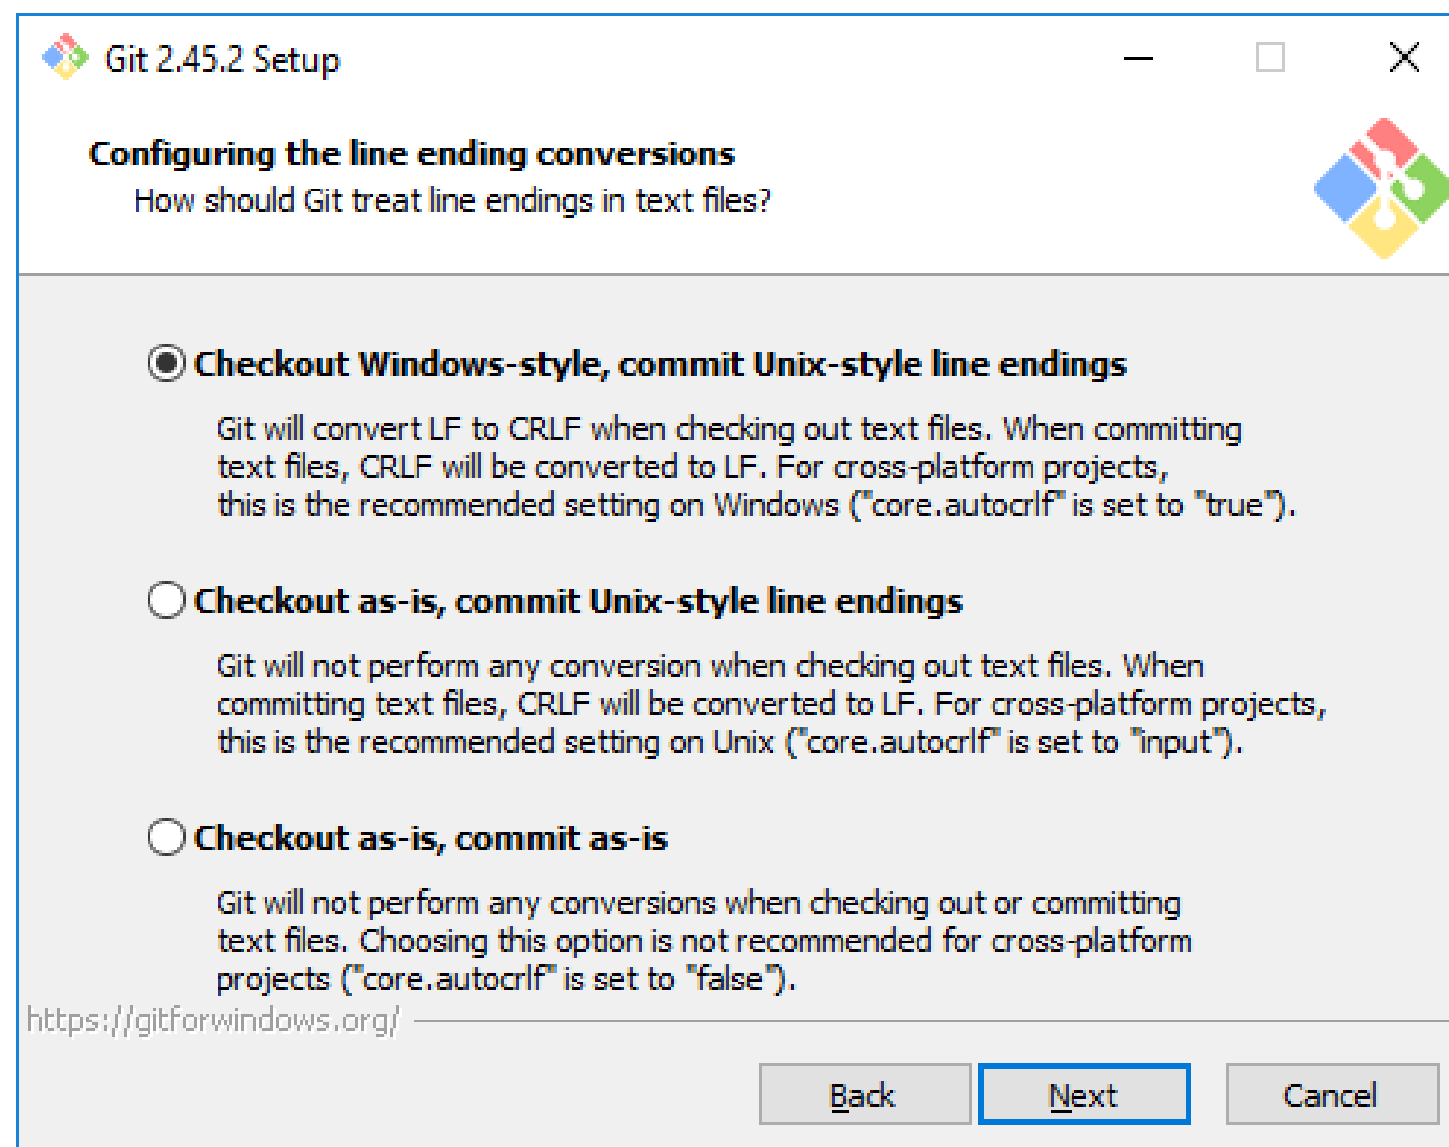 Git 2.45.2 Setup
Configuring the line ending conversions
How should Git treat line endings in text files?
Checkout Windows-style, commit Unix-style line endings
Git will convert LF to CRLF when checking out text files. When committing
text files, CRLF will be converted to LF. For cross-platform projects,
this is the recommended setting on Windows ("core.autocrlf" is set to "true").
Checkout as-is, commit Unix-style line endings
Git will not perform any conversion when checking out text files. When
committing text files, CRLF will be converted to LF. For cross-platform projects,
this is the recommended setting on Unix ("core.autocrlf" is set to "input").
Checkout as-is, commit as-is
Git will not perform any conversions when checking out or committing
text files. Choosing this option is not recommended for cross-platform
projects ("core.autocrlf" is set to "false").
https://gitforwindows.org/
Back Next Cancel